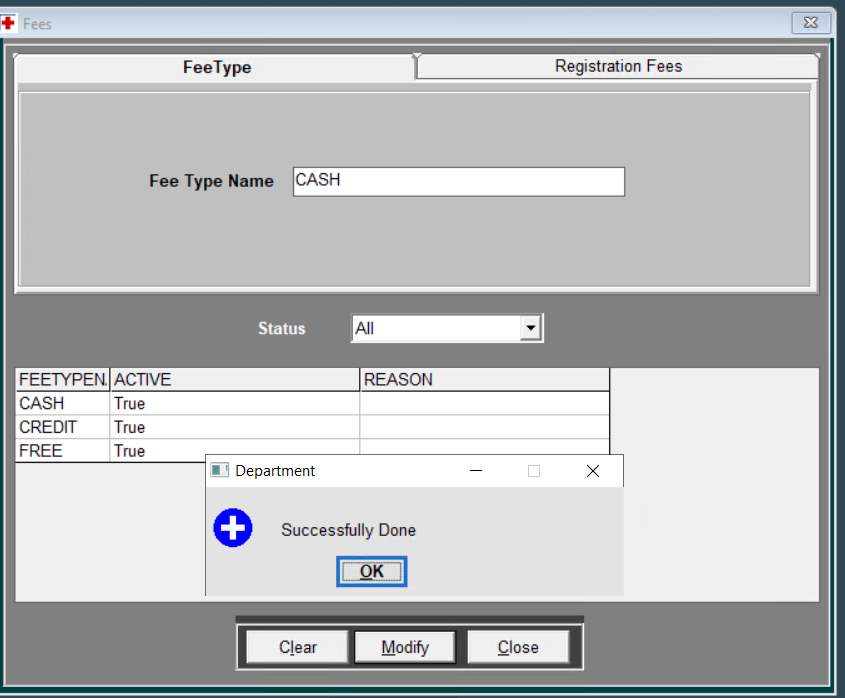 Fees
FeeType Registration Fees
Fee Type Name CASH
Status All
FEETYPEN. ACTIVE REASON
CASH True
CREDIT True
FREE True
Department
Successfully Done
OK
Clear Modify Close